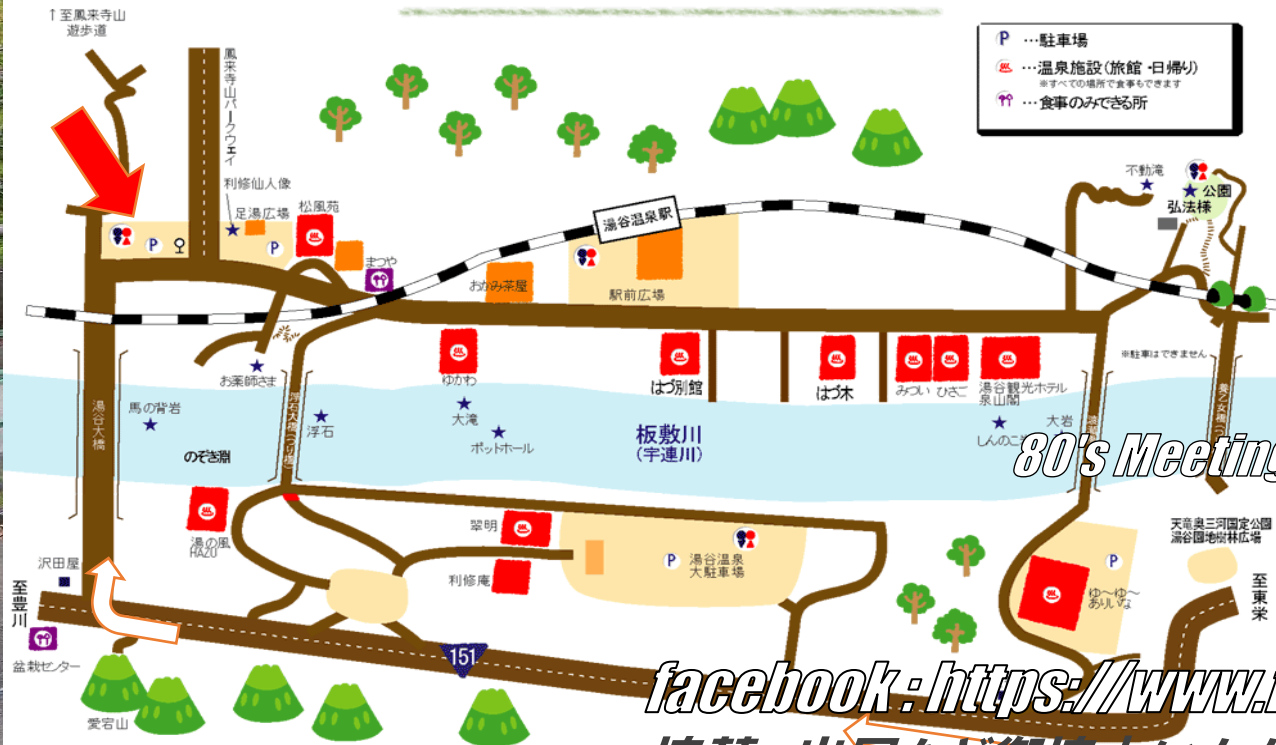 ↑至鳳来寺山
遊歩道
鳳来寺山パークウェイ
P …駐車場
…温泉施設(旅館・日帰り)
※すべての場所で食事もできます
…食事のみできる所
利修仙人像
足湯広場
松風苑
P
P
まつや
おかみ茶屋
湯谷温泉駅
駅前広場
不動滝
公園
弘法様
※駐車はできません
お薬師さま
ゆかわ
はづ別館
はづ木
みつい
ひさご
湯谷観光ホテル
泉山閣
湯谷大橋
馬の背岩
浮石
大滝
ポットホール
板敷川
(宇連川)
しんのこ
大岩
のぞき淵
80's Meeting
湯の風
HAZU
翠明
利修庵
P
湯谷温泉
大駐車場
P
ゆ〜ゆ〜
ありいな
天竜奥三河国定公園
湯谷園地樹林広場
至東栄
沢田屋
至豊川
盆栽センター
愛宕山
151
facebook : https://www.